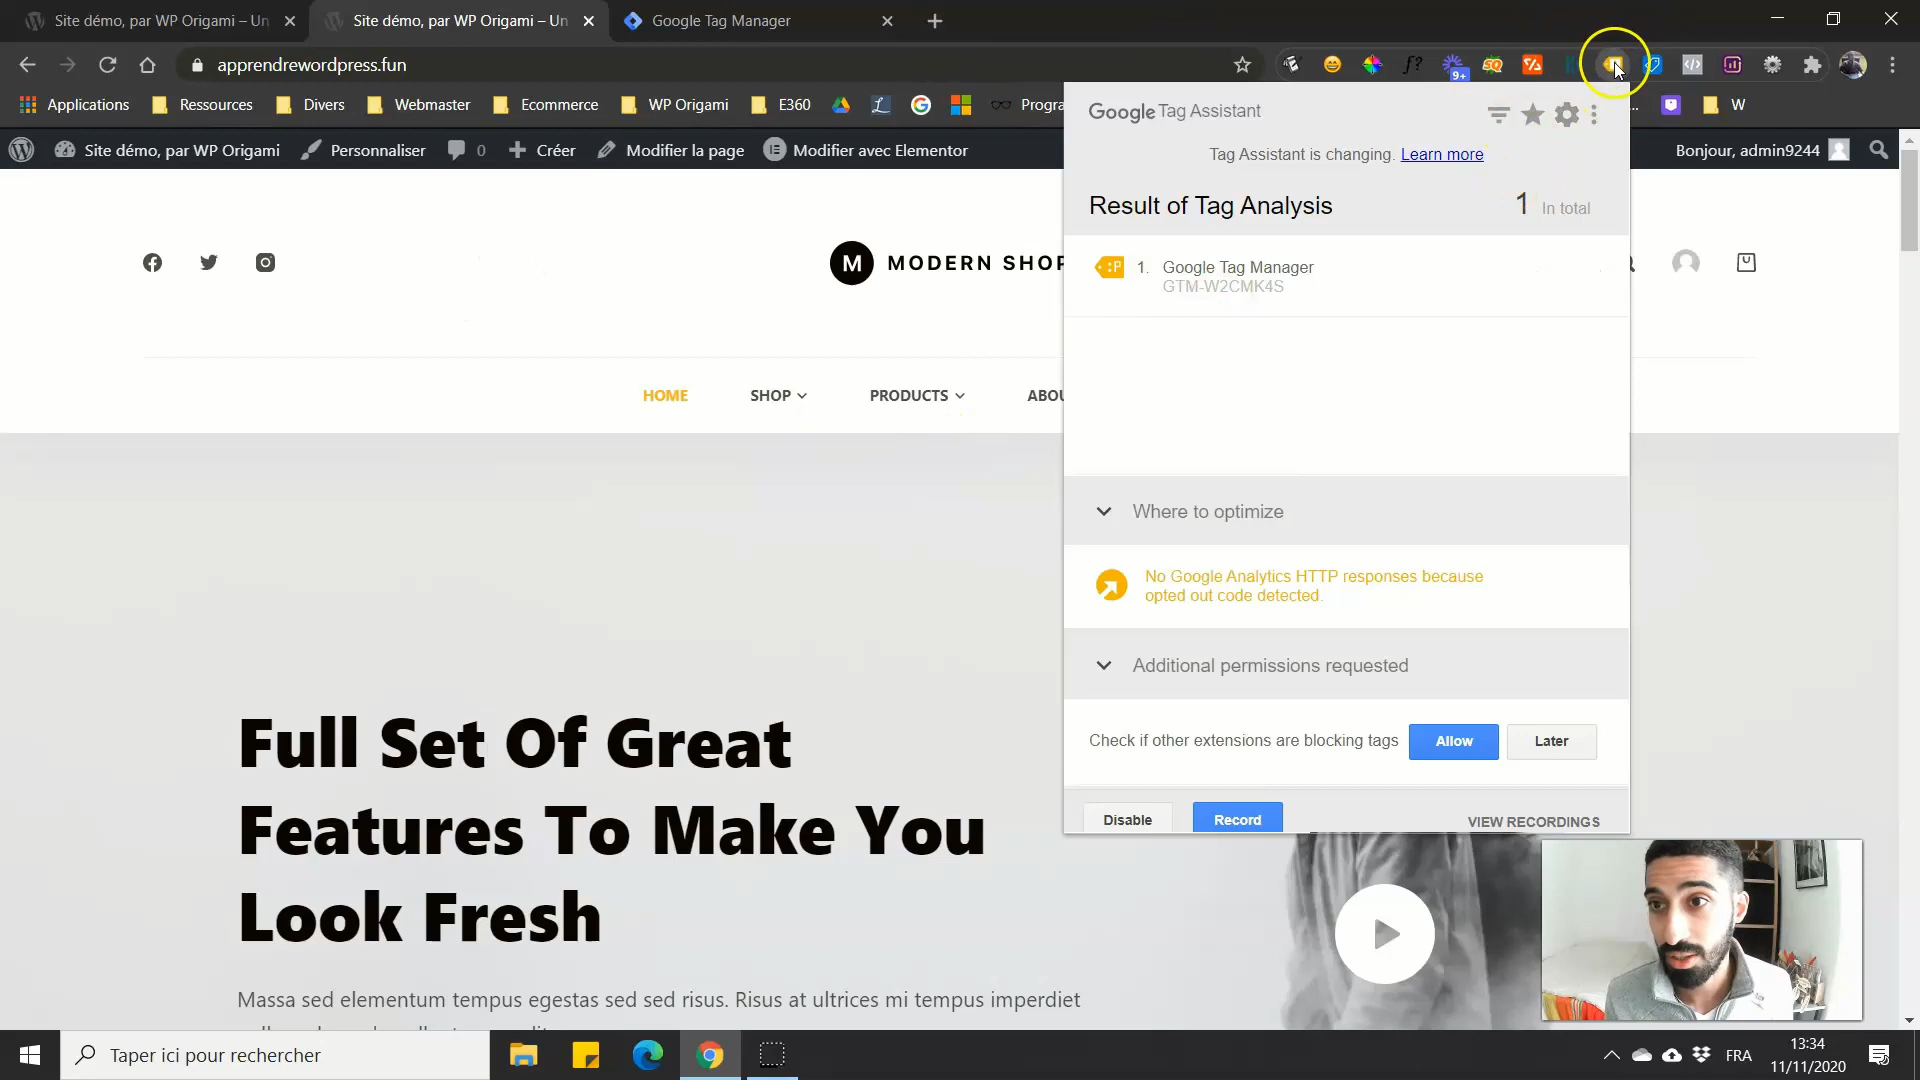 Site démo, par WP Origami – Un
Site démo, par WP Origami – Un
Google Tag Manager
apprendrewordpress.fun
9+
Applications
Ressources
Divers
Webmaster
Ecommerce
WP Origami
E360
Progra
W
Site démo, par WP Origami
Personnaliser
0
Créer
Modifier la page
Modifier avec Elementor
Bonjour, admin9244
Google Tag Assistant
Tag Assistant is changing. Learn more
Result of Tag Analysis
1 In total
1. Google Tag Manager
GTM-W2CMK4S
Where to optimize
No Google Analytics HTTP responses because
opted out code detected.
Additional permissions requested
Check if other extensions are blocking tags
Allow
Later
Disable
Record
VIEW RECORDINGS
M MODERN SHOP
HOME
SHOP
PRODUCTS
ABOU
Full Set Of Great
Features To Make You
Look Fresh
Massa sed elementum tempus egestas sed sed risus. Risus at ultrices mi tempus imperdiet
Taper ici pour rechercher
FRA
13:34
11/11/2020